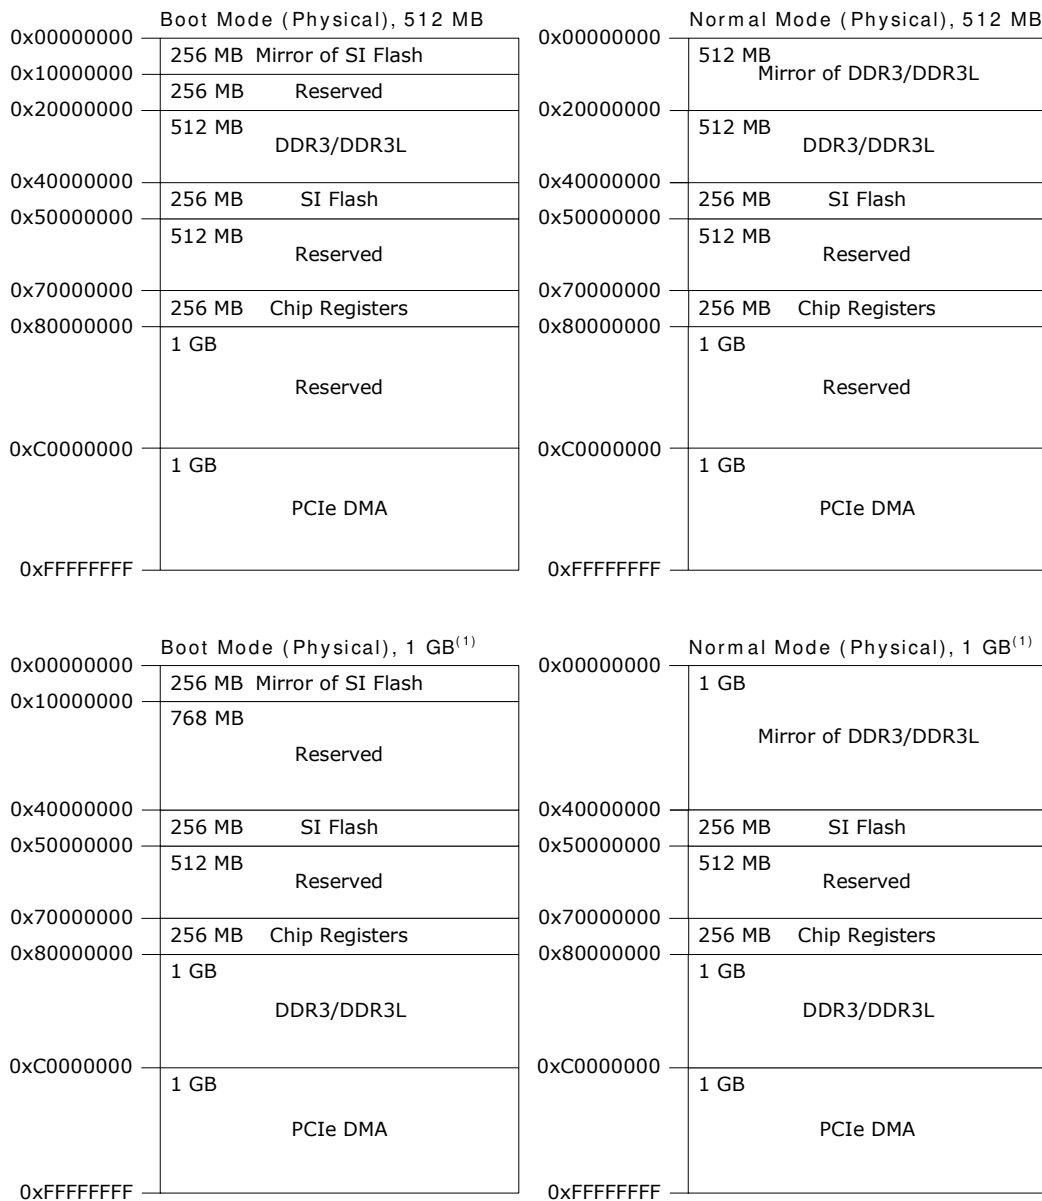 Boot Mode (Physical), 512 MB
0x00000000
256 MB Mirror of SI Flash
0x10000000
256 MB Reserved
0x20000000
512 MB
DDR3/DDR3L
0x40000000
256 MB SI Flash
0x50000000
512 MB
Reserved
0x70000000
256 MB Chip Registers
0x80000000
1 GB
Reserved
0xC0000000
1 GB
PCIe DMA
0xFFFFFFFF
Normal Mode (Physical), 512 MB
0x00000000
512 MB
Mirror of DDR3/DDR3L
0x20000000
512 MB
DDR3/DDR3L
0x40000000
256 MB SI Flash
0x50000000
512 MB
Reserved
0x70000000
256 MB Chip Registers
0x80000000
1 GB
Reserved
0xC0000000
1 GB
PCIe DMA
0xFFFFFFFF
Boot Mode (Physical), 1 GB(1)
0x00000000
256 MB Mirror of SI Flash
0x10000000
768 MB
Reserved
0x40000000
256 MB SI Flash
0x50000000
512 MB
Reserved
0x70000000
256 MB Chip Registers
0x80000000
1 GB
DDR3/DDR3L
0xC0000000
1 GB
PCIe DMA
0xFFFFFFFF
Normal Mode (Physical), 1 GB(1)
0x00000000
1 GB
Mirror of DDR3/DDR3L
0x40000000
256 MB SI Flash
0x50000000
512 MB
Reserved
0x70000000
256 MB Chip Registers
0x80000000
1 GB
DDR3/DDR3L
0xC0000000
1 GB
PCIe DMA
0xFFFFFFFF